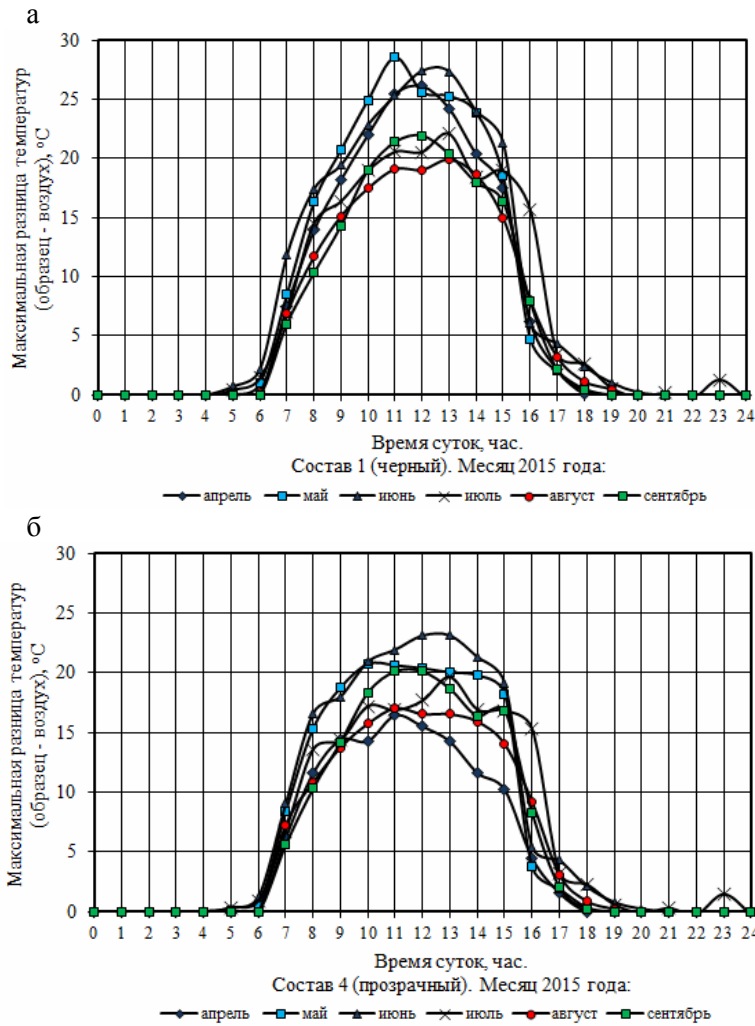 а
Максимальная разница температур
(образец - воздух), °С
30
25
20
15
10
5
0
0 1 2 3 4 5 6 7 8 9 10 11 12 13 14 15 16 17 18 19 20 21 22 23 24
Время суток, час.
Состав 1 (черный). Месяц 2015 года:
апрель май июнь июль август сентябрь
б
Максимальная разница температур
(образец - воздух), °С
30
25
20
15
10
5
0
0 1 2 3 4 5 6 7 8 9 10 11 12 13 14 15 16 17 18 19 20 21 22 23 24
Время суток, час.
Состав 4 (прозрачный). Месяц 2015 года:
апрель май июнь июль август сентябрь